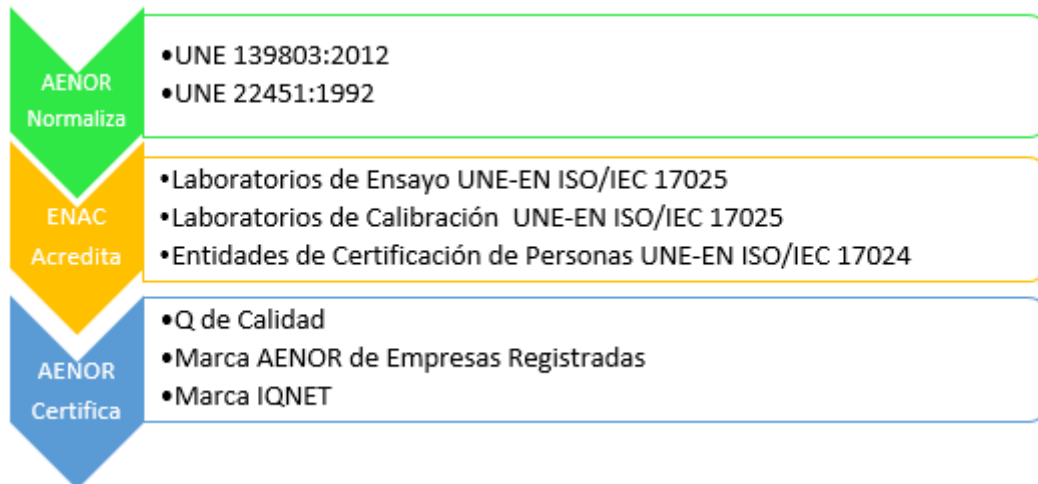 AENOR
Normaliza
•UNE 139803:2012
•UNE 22451:1992
ENAC
Acredita
•Laboratorios de Ensayo UNE-EN ISO/IEC 17025
•Laboratorios de Calibración UNE-EN ISO/IEC 17025
•Entidades de Certificación de Personas UNE-EN ISO/IEC 17024
AENOR
Certifica
•Q de Calidad
•Marca AENOR de Empresas Registradas
•Marca IQNET